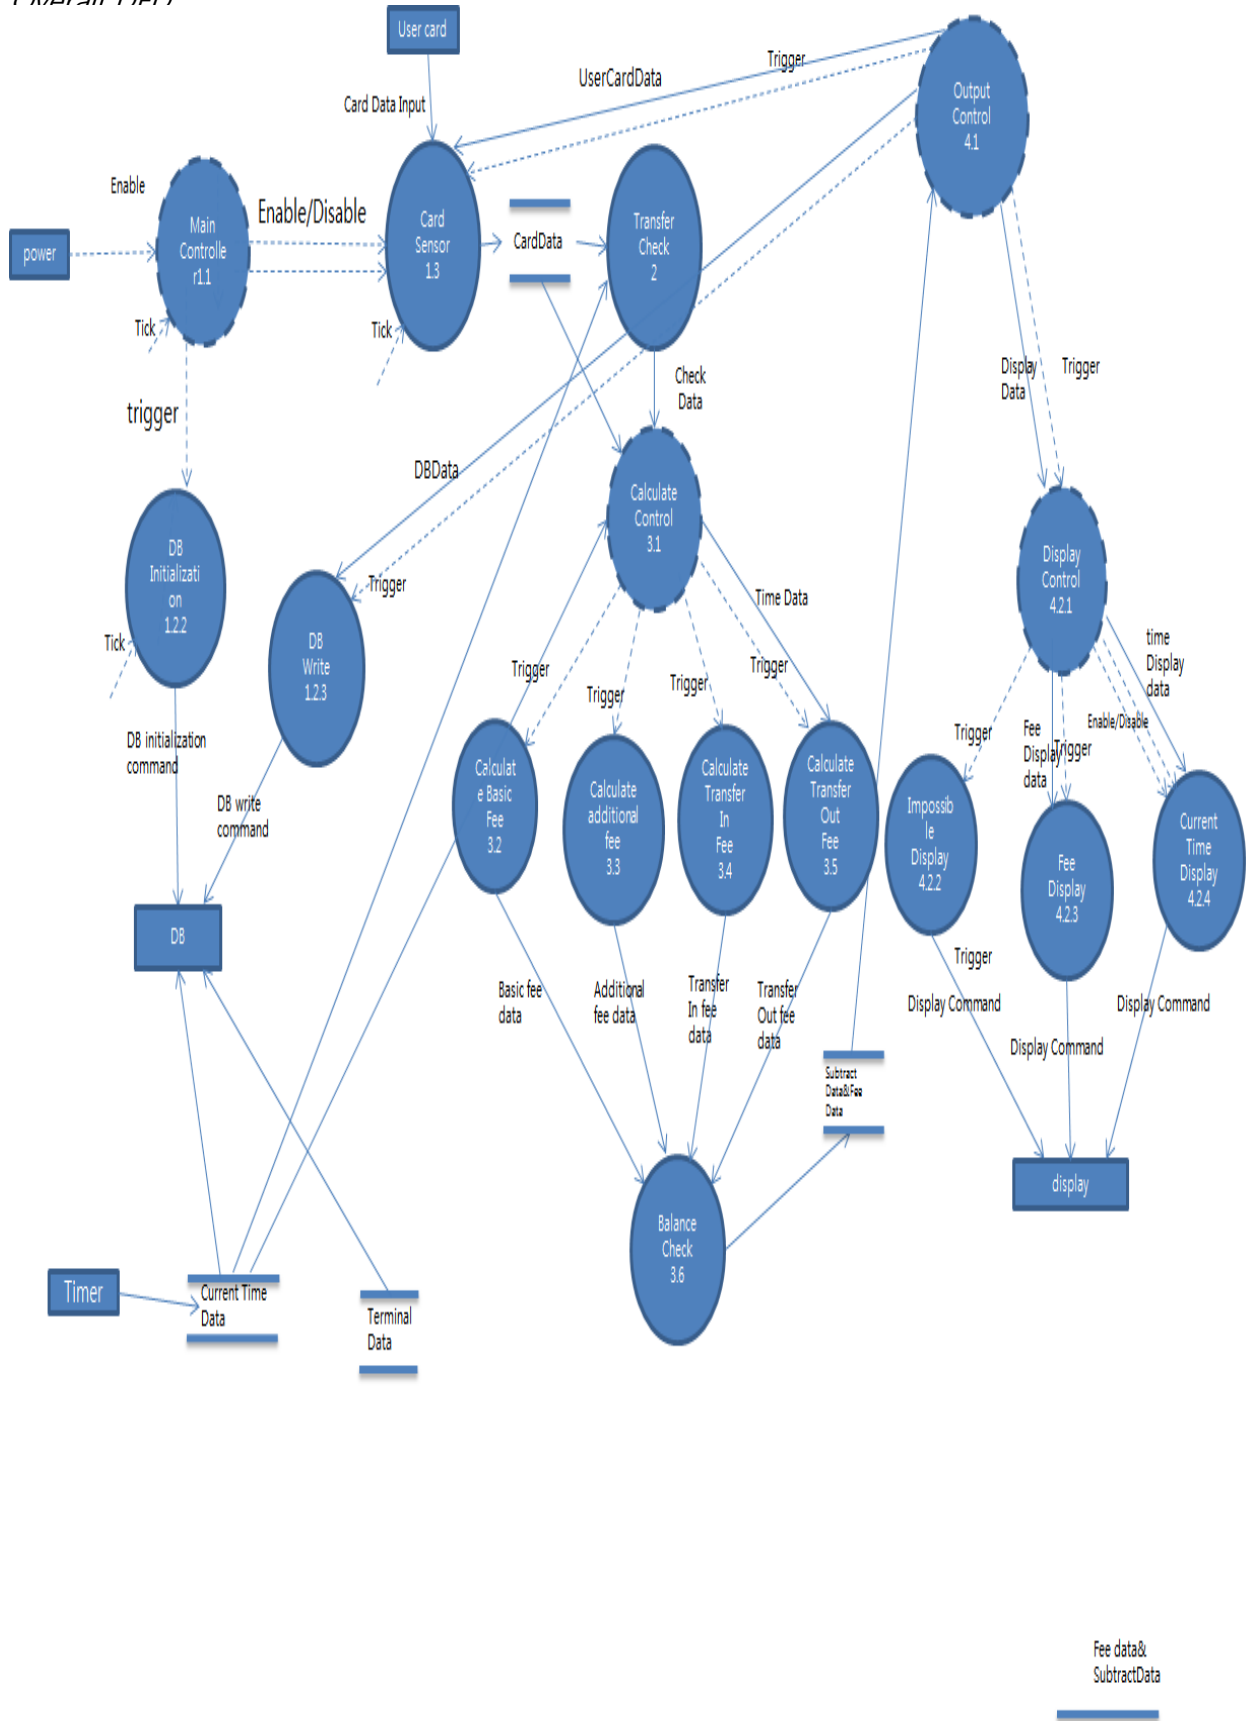 Overall DFD
User card
Trigger
UserCardData
Output
Control
4.1
Card Data Input
Enable
Enable/Disable
Main
Controlle
r1.1
Card
Sensor
1.3
CardData
Transfer
Check
2
power
Tick
Tick
Check
Data
Display
Data
Trigger
trigger
DBData
Calculate
Control
3.1
DB
Initializati
on
1.2.2
Trigger
Display
Control
4.2.1
Time Data
Tick
DB
Write
1.2.3
time
Display
data
Trigger
Trigger
Trigger
Trigger
Trigger
Fee
Display
data
Trigger
Enable/Disable
DB initialization
command
DB write
command
Calculat
e Basic
Fee
3.2
Calculate
additional
fee
3.3
Calculate
Transfer
In
Fee
3.4
Calculate
Transfer
Out
Fee
3.5
Impossib
le
Display
4.2.2
Fee
Display
4.2.3
Current
Time
Display
4.2.4
DB
Trigger
Basic fee
data
Additional
fee data
Transfer
In fee
data
Transfer
Out fee
data
Display Command
Display Command
Display Command
Subtract
Data&Fee
Data
display
Balance
Check
3.6
Timer
Current Time
Data
Terminal
Data
Fee data&
SubtractData